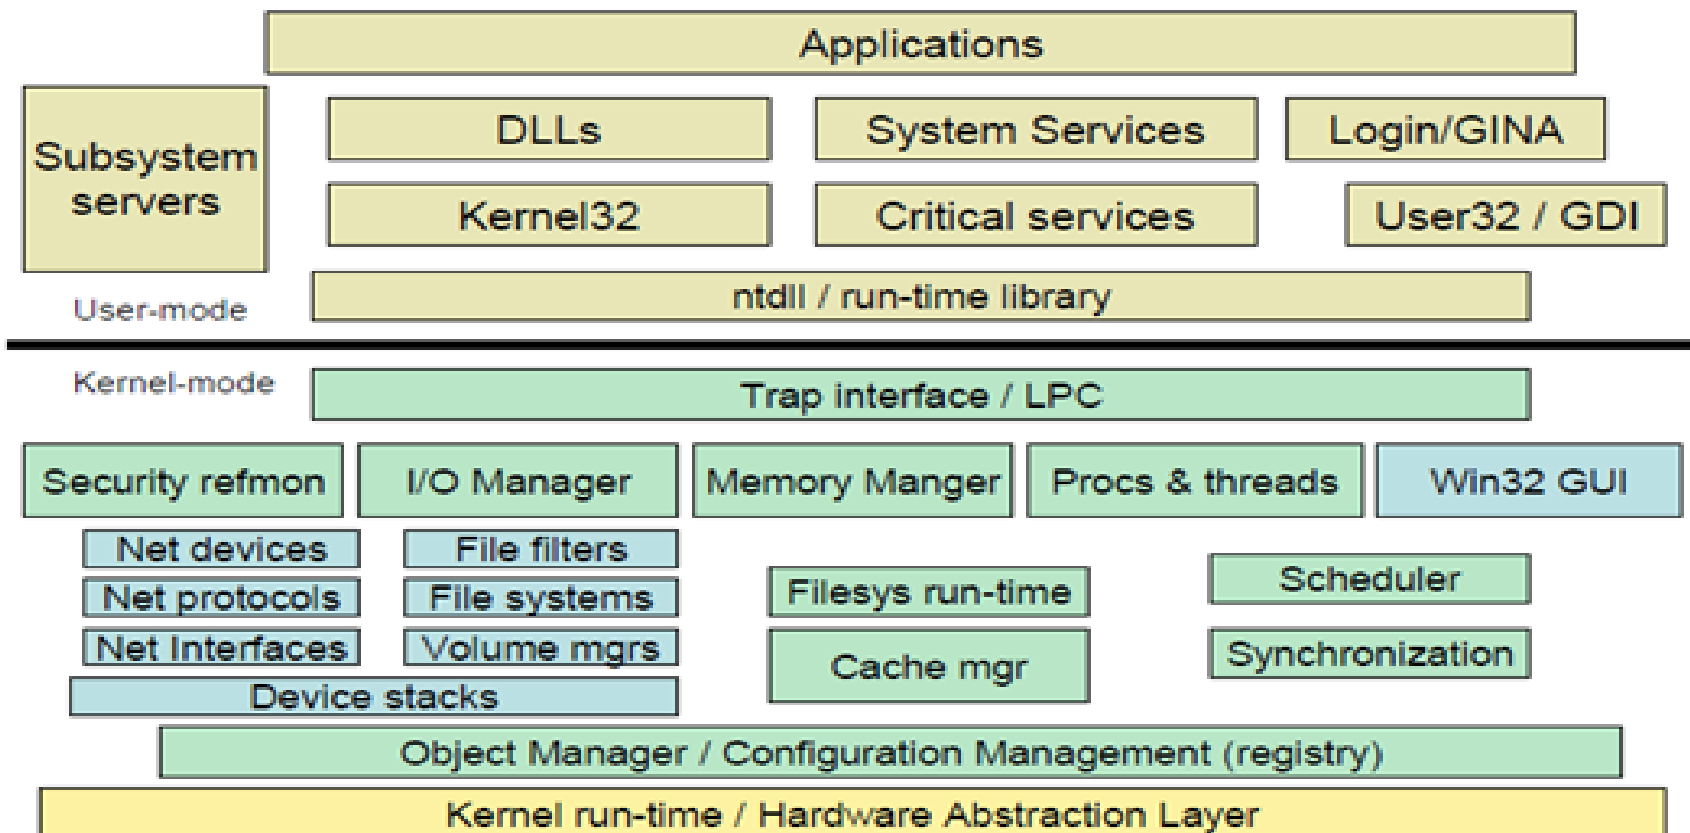 Applications
Subsystem
servers
DLLs
System Services
Login/GINA
Kernel32
Critical services
User32 / GDI
User-mode
ntdll / run-time library
Kernel-mode
Trap interface / LPC
Security refmon
I/O Manager
Memory Manger
Procs & threads
Win32 GUI
Net devices
File filters
Net protocols
File systems
Filesys run-time
Scheduler
Net Interfaces
Volume mgrs
Cache mgr
Synchronization
Device stacks
Object Manager / Configuration Management (registry)
Kernel run-time / Hardware Abstraction Layer